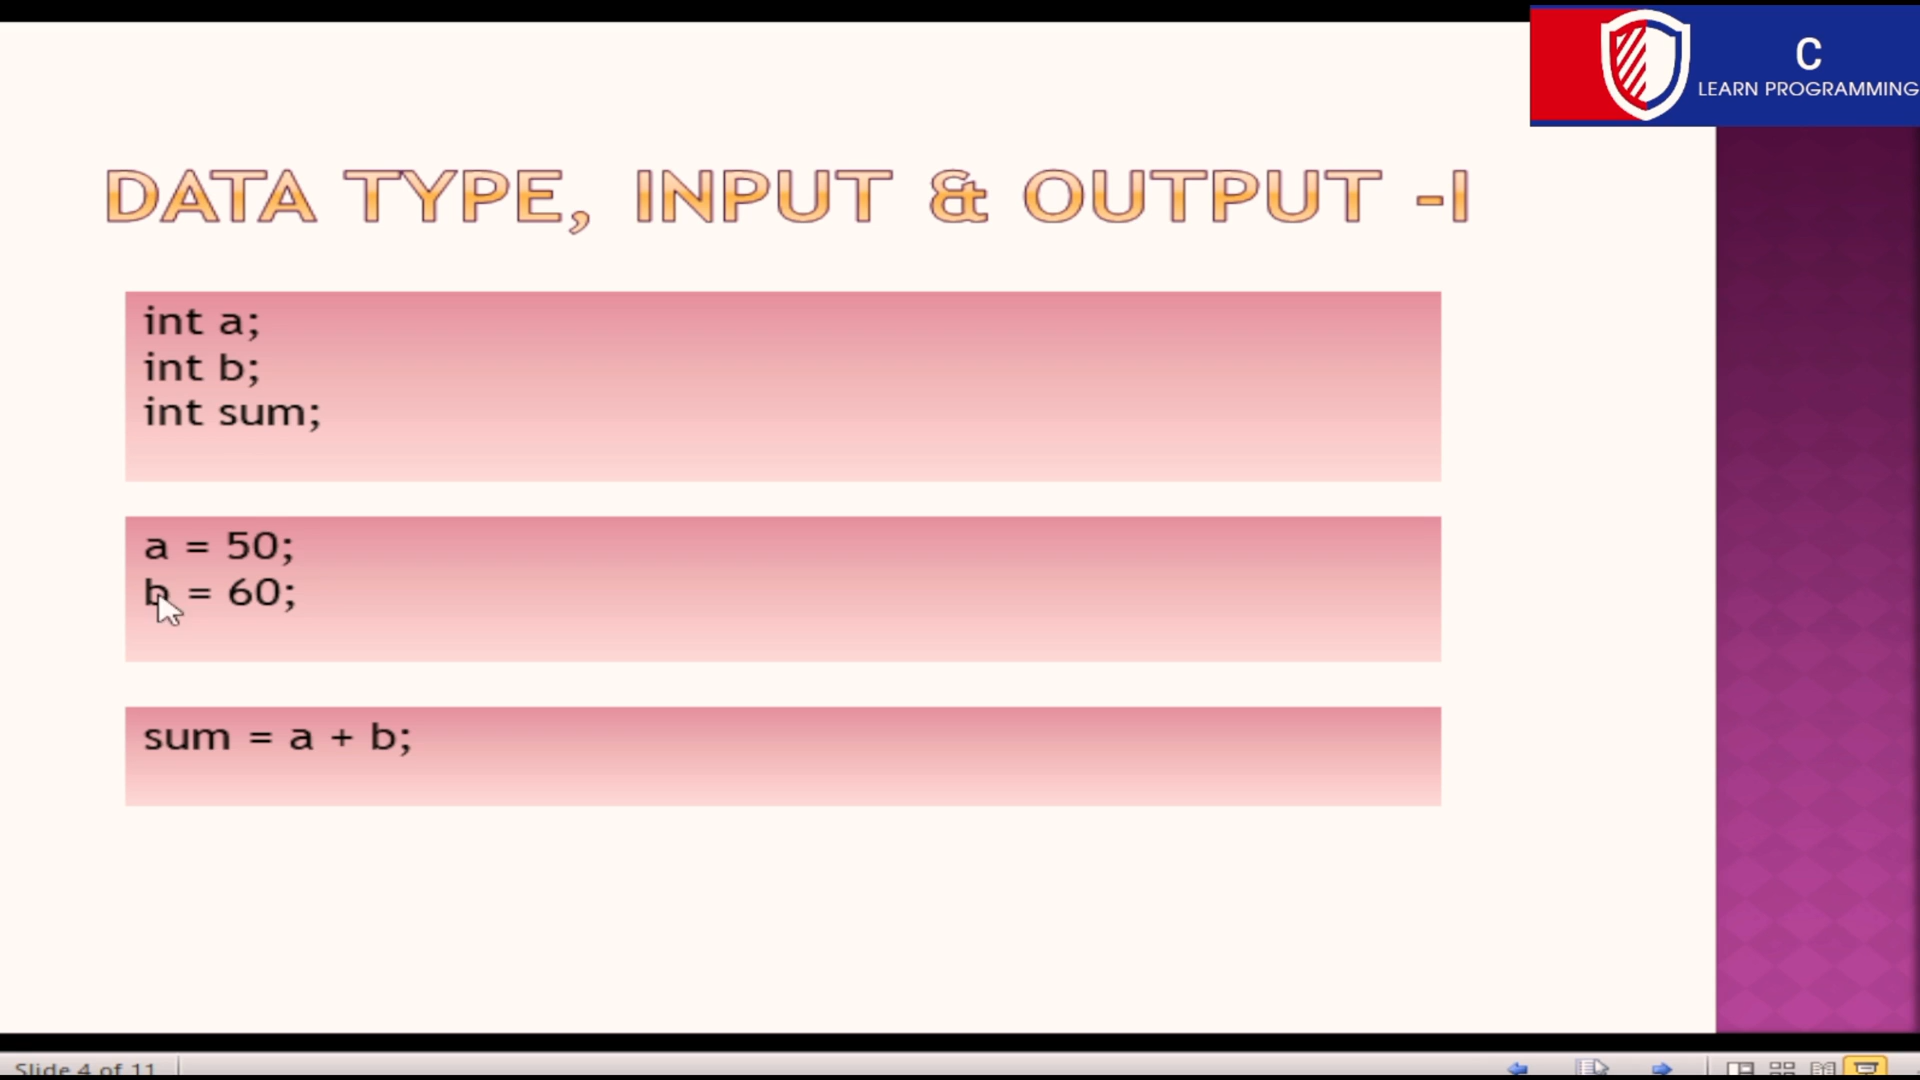 C
LEARN PROGRAMMING
DATA TYPE, INPUT & OUTPUT -I
int a;
int b;
int sum;
a = 50;
b = 60;
sum = a + b;
Slide 4 of 11